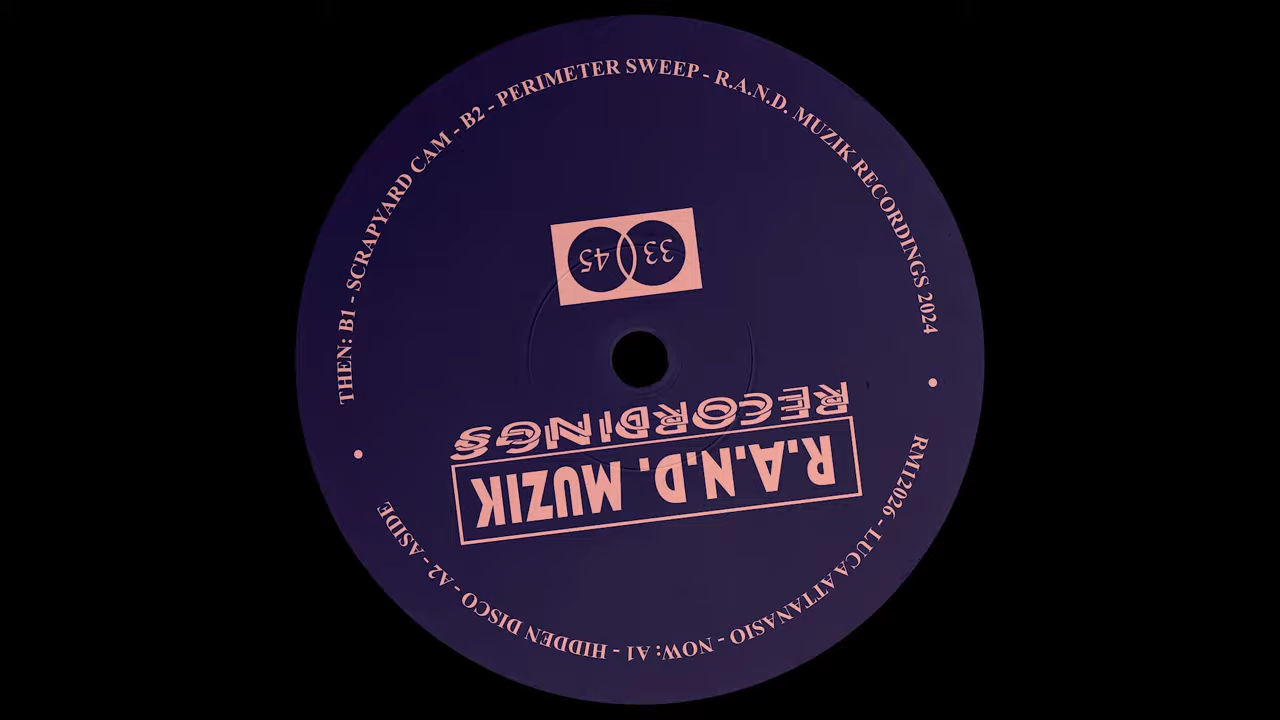 R.A.N.D. MUZIK
RECORDINGS
33 45
RM12026 - LUCA ATTANASIO - NOW: A1 - HIDDEN DISCO - A2 - ASIDE
THEN: B1 - SCRAPYARD CAM - B2 - PERIMETER SWEEP - R.A.N.D. MUZIK RECORDINGS 2024